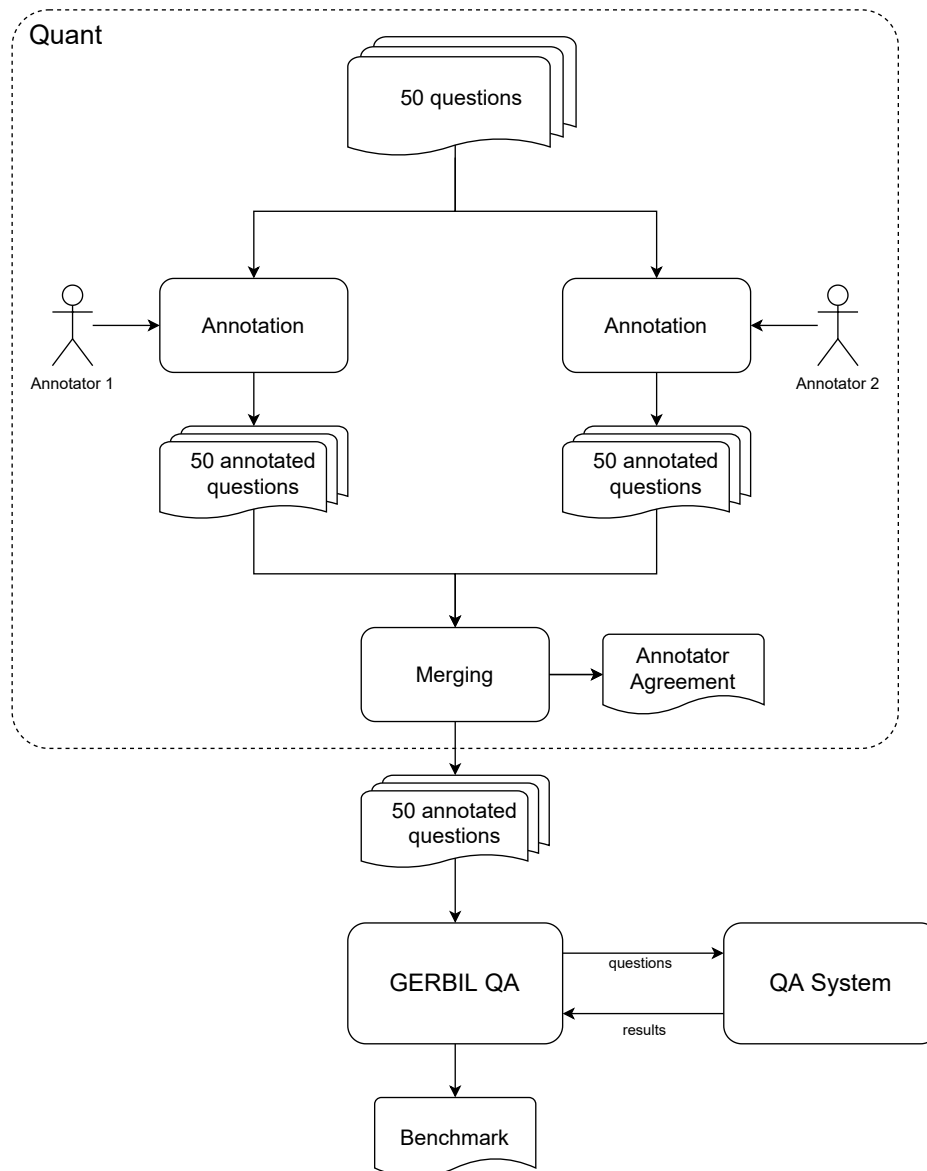 Quant
50 questions
Annotation
Annotation
Annotator 1
Annotator 2
50 annotated
questions
50 annotated
questions
Merging
Annotator
Agreement
50 annotated
questions
GERBIL QA
questions
results
QA System
Benchmark